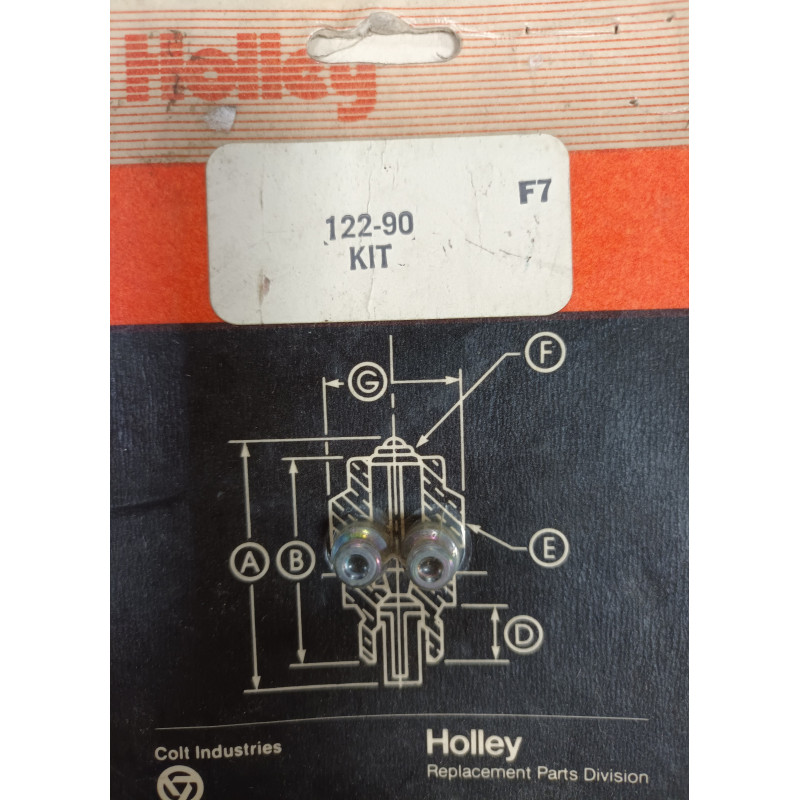 Holley
F7
122-90
KIT
F
G
A
B
E
D
Colt Industries
Holley
Replacement Parts Division